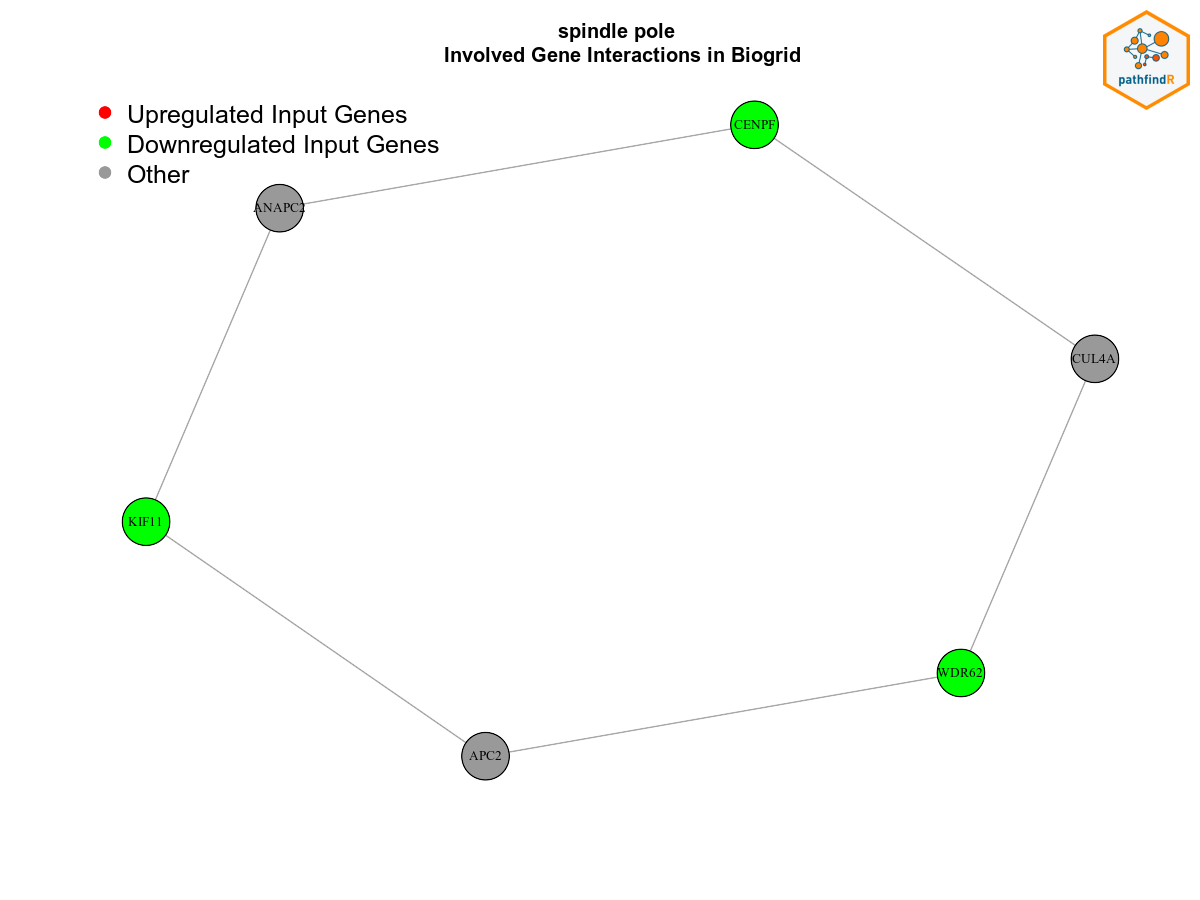 spindle pole
Involved Gene Interactions in Biogrid
pathfindR
Upregulated Input Genes
Downregulated Input Genes
Other
CENPF
ANAPC2
CUL4A
KIF11
WDR62
APC2